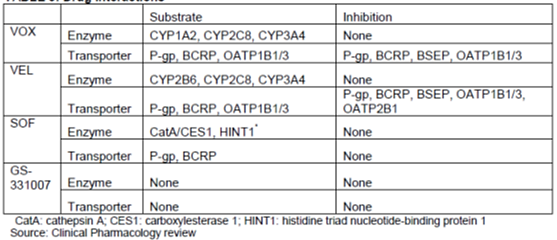 Substrate Inhibition
VOX Enzyme CYP1A2, CYP2C8, CYP3A4 None
Transporter P-gp, BCRP, OATP1B1/3 P-gp, BCRP, BSEP, OATP1B1/3
VEL Enzyme CYP2B6, CYP2C8, CYP3A4 None
Transporter P-gp, BCRP, OATP1B1/3 P-gp, BCRP, BSEP, OATP1B1/3,
OATP2B1
SOF Enzyme CatA/CES1, HINT1* None
Transporter P-gp, BCRP None
GS-
331007 Enzyme None None
Transporter None None
CatA: cathepsin A; CES1: carboxylesterase 1; HINT1: histidine triad nucleotide-binding protein 1
Source: Clinical Pharmacology review